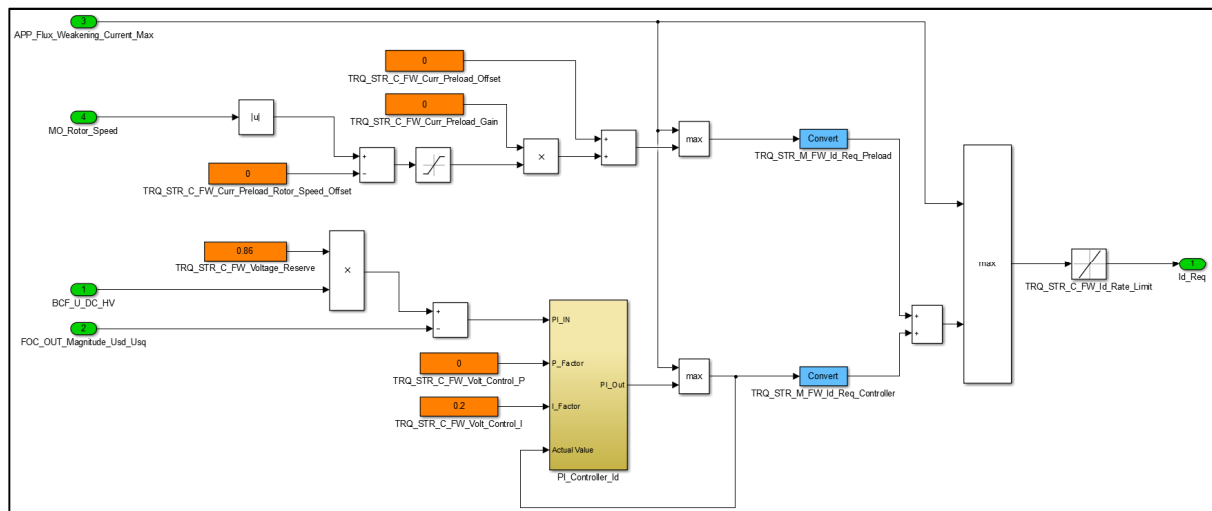 3
APP_Flux_Weakening_Current_Max
0
TRQ_STR_C_FW_Curr_Preload_Offset
4
MO_Rotor_Speed
|u|
0
TRQ_STR_C_FW_Curr_Preload_Gain
+
−
×
+
+
max
Convert
TRQ_STR_M_FW_Id_Req_Preload
0
TRQ_STR_C_FW_Curr_Preload_Rotor_Speed_Offset
0.86
TRQ_STR_C_FW_Voltage_Reserve
×
1
BCF_U_DC_HV
2
FOC_OUT_Magnitude_Usd_Usq
+
−
PI_IN
P_Factor
I_Factor
Actual Value
PI_Out
PI_Controller_Id
0
TRQ_STR_C_FW_Volt_Control_P
0.2
TRQ_STR_C_FW_Volt_Control_I
max
Convert
TRQ_STR_M_FW_Id_Req_Controller
+
+
max
TRQ_STR_C_FW_Id_Rate_Limit
1
Id_Req